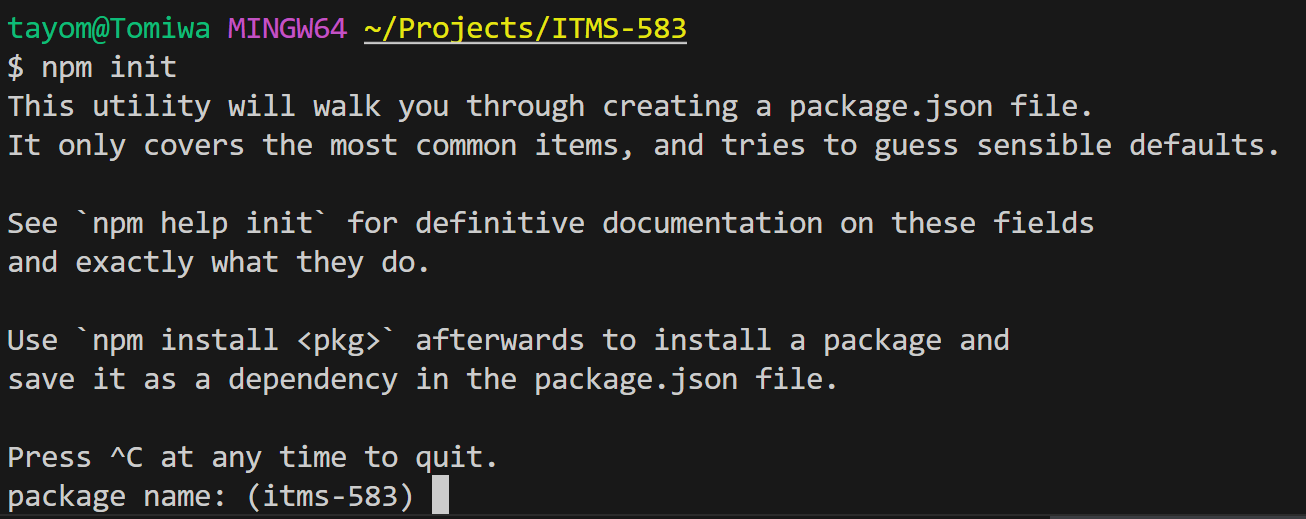 tayom@Tomiwa MINGW64 ~/Projects/ITMS-583
$ npm init
This utility will walk you through creating a package.json file.
It only covers the most common items, and tries to guess sensible defaults.
See `npm help init` for definitive documentation on these fields
and exactly what they do.
Use `npm install <pkg>` afterwards to install a package and
save it as a dependency in the package.json file.
Press ^C at any time to quit.
package name: (itms-583)